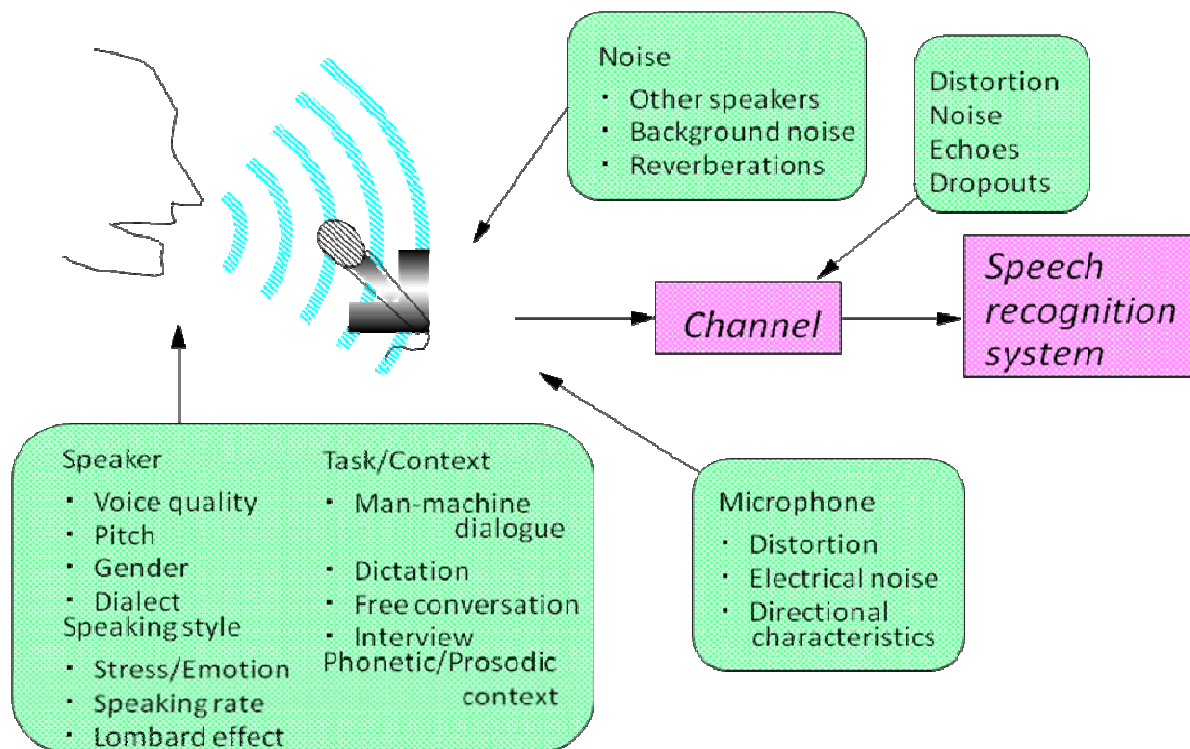 Noise
· Other speakers
· Background noise
· Reverberations
Distortion
Noise
Echoes
Dropouts
Channel
Speech
recognition
system
Speaker
· Voice quality
· Pitch
· Gender
· Dialect
Speaking style
· Stress/Emotion
· Speaking rate
· Lombard effect
Task/Context
· Man-machine
dialogue
· Dictation
· Free conversation
· Interview
Phonetic/Prosodic
context
Microphone
· Distortion
· Electrical noise
· Directional
characteristics